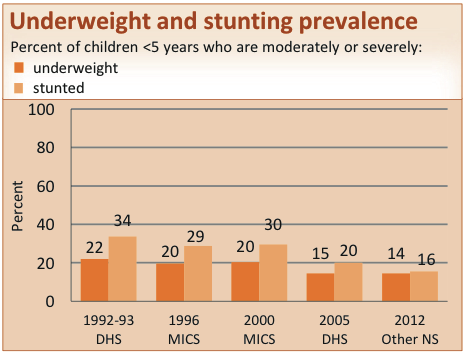 Underweight and stunting prevalence
Percent of children <5 years who are moderately or severely:
underweight
stunted
100
80
60
40
20
0
Percent
22 34
20 29
20 30
15 20
14 16
1992-93 1996 2000 2005 2012
DHS MICS MICS DHS Other NS